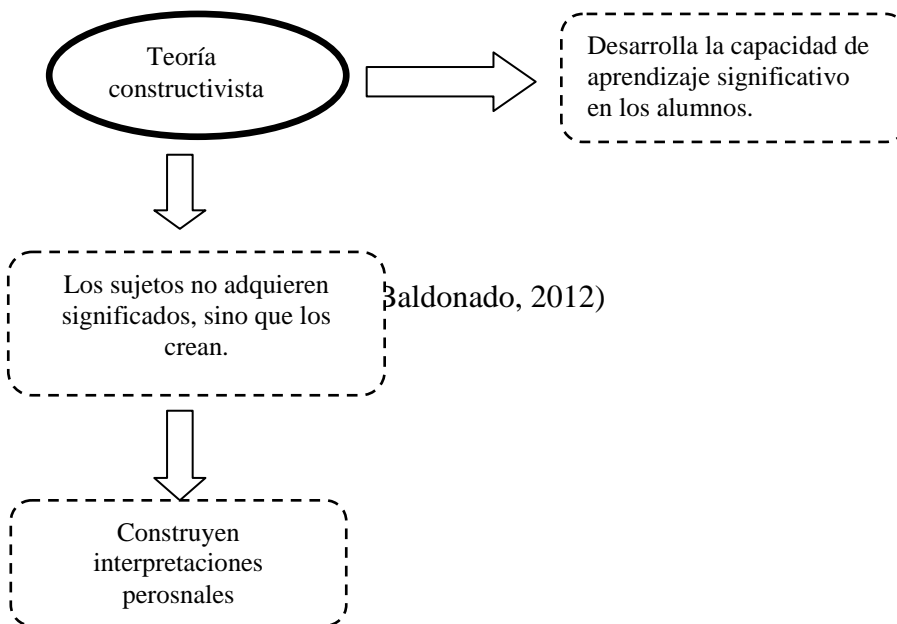 Teoría
constructivista
Desarrolla la capacidad de
aprendizaje significativo
en los alumnos.
Los sujetos no adquieren
significados, sino que los
crean.
Baldonado, 2012)
Construyen
interpretaciones
perosnales